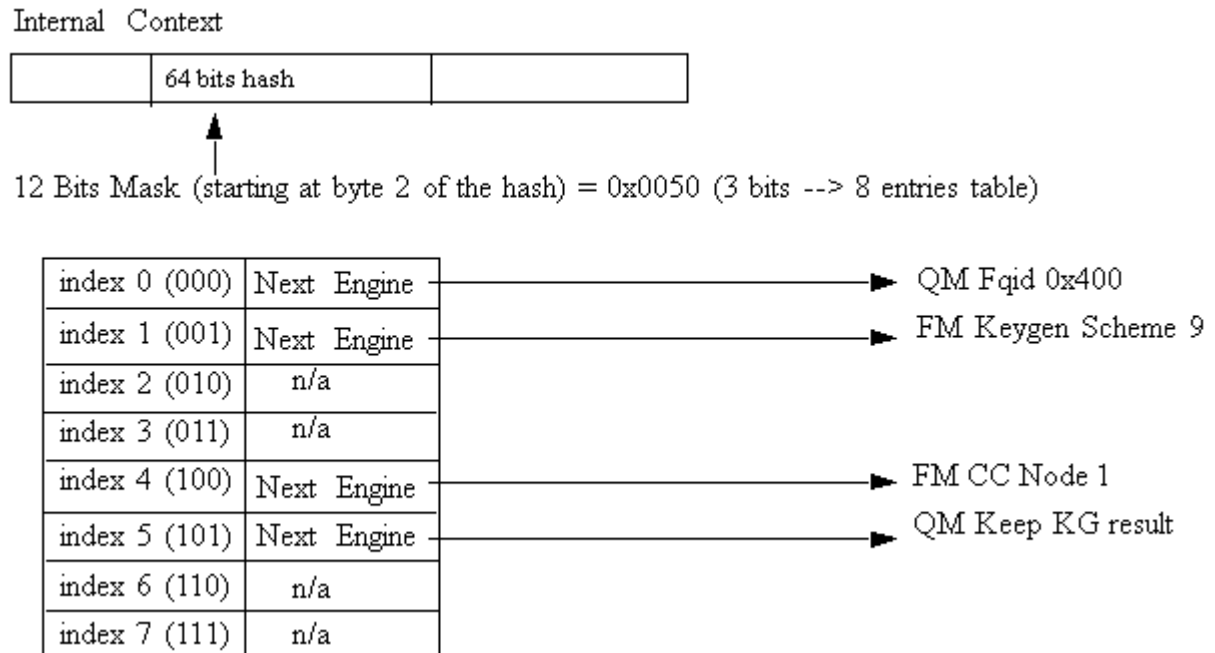 Internal Context
64 bits hash
12 Bits Mask (starting at byte 2 of the hash) = 0x0050 (3 bits --> 8 entries table)
index 0 (000) Next Engine QM Fqid 0x400
index 1 (001) Next Engine FM Keygen Scheme 9
index 2 (010) n/a
index 3 (011) n/a
index 4 (100) Next Engine FM CC Node 1
index 5 (101) Next Engine QM Keep KG result
index 6 (110) n/a
index 7 (111) n/a